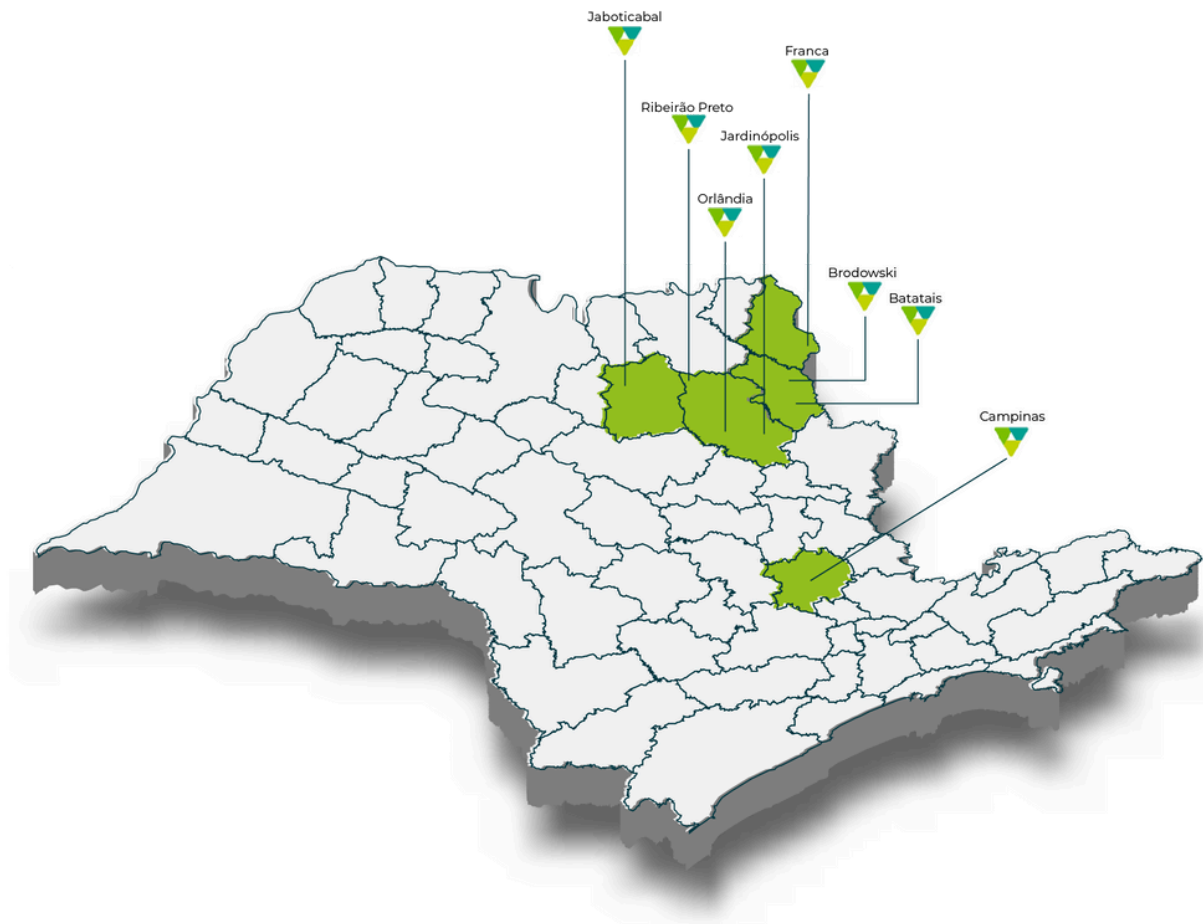 Jaboticabal
Franca
Ribeirão Preto
Jardinópolis
Orlândia
Brodowski
Batatais
Campinas